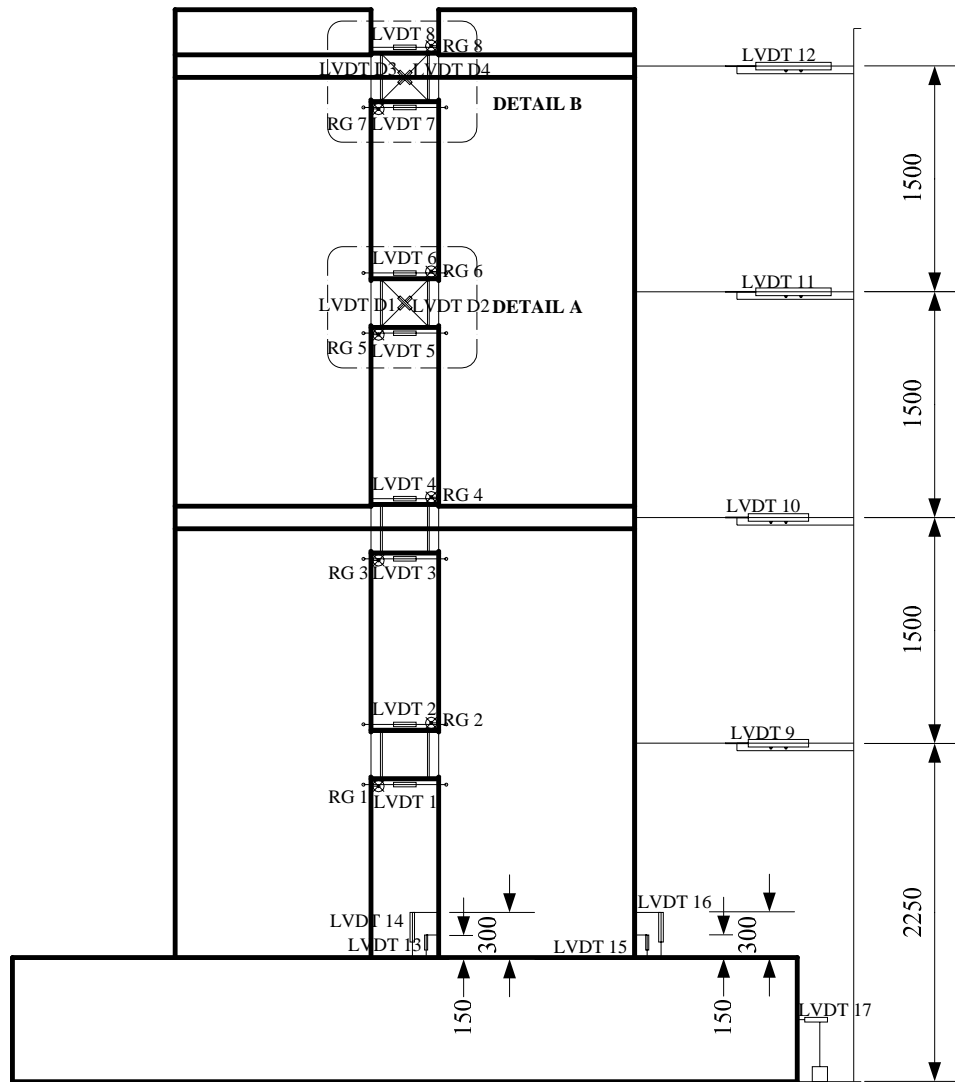 LVDT 8
RG 8
LVDT 12
LVDT D3
LVDT D4
DETAIL B
RG 7
LVDT 7
1500
LVDT 6
RG 6
LVDT 11
LVDT D1
LVDT D2
DETAIL A
RG 5
LVDT 5
1500
LVDT 4
RG 4
LVDT 10
RG 3
LVDT 3
1500
LVDT 2
RG 2
LVDT 9
RG 1
LVDT 1
2250
LVDT 14
LVDT 16
LVDT 13
300
LVDT 15
300
150
150
LVDT 17